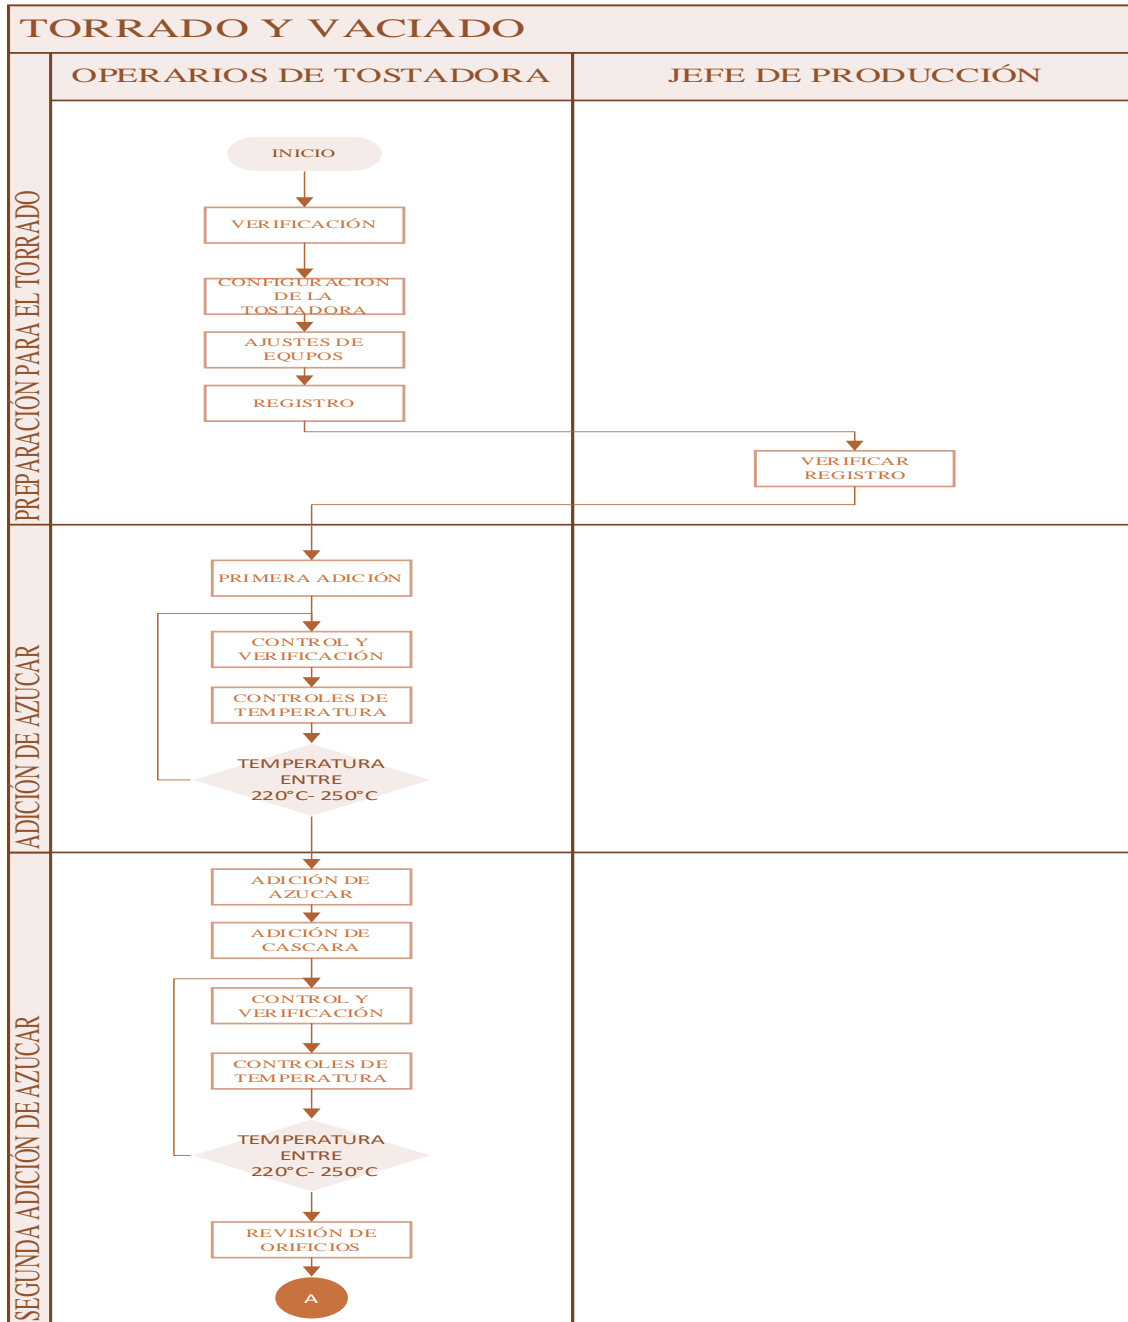 TORRADO Y VACIADO
OPERARIOS DE TOSTADORA
JEFE DE PRODUCCIÓN
PREPARACIÓN PARA EL TORRADO
INICIO
VERIFICACIÓN
CONFIGURACION
DE LA
TOSTADORA
AJUSTES DE
EQUPOS
REGISTRO
VERIFICAR
REGISTRO
ADICIÓN DE AZUCAR
PRIMERA ADICIÓN
CONTROL Y
VERIFICACIÓN
CONTROLES DE
TEMPERATURA
TEMPERATURA
ENTRE
220°C- 250°C
SEGUNDA ADICIÓN DE AZUCAR
ADICIÓN DE
AZUCAR
ADICIÓN DE
CASCARA
CONTROL Y
VERIFICACIÓN
CONTROLES DE
TEMPERATURA
TEMPERATURA
ENTRE
220°C- 250°C
REVISIÓN DE
ORIFICIOS
A